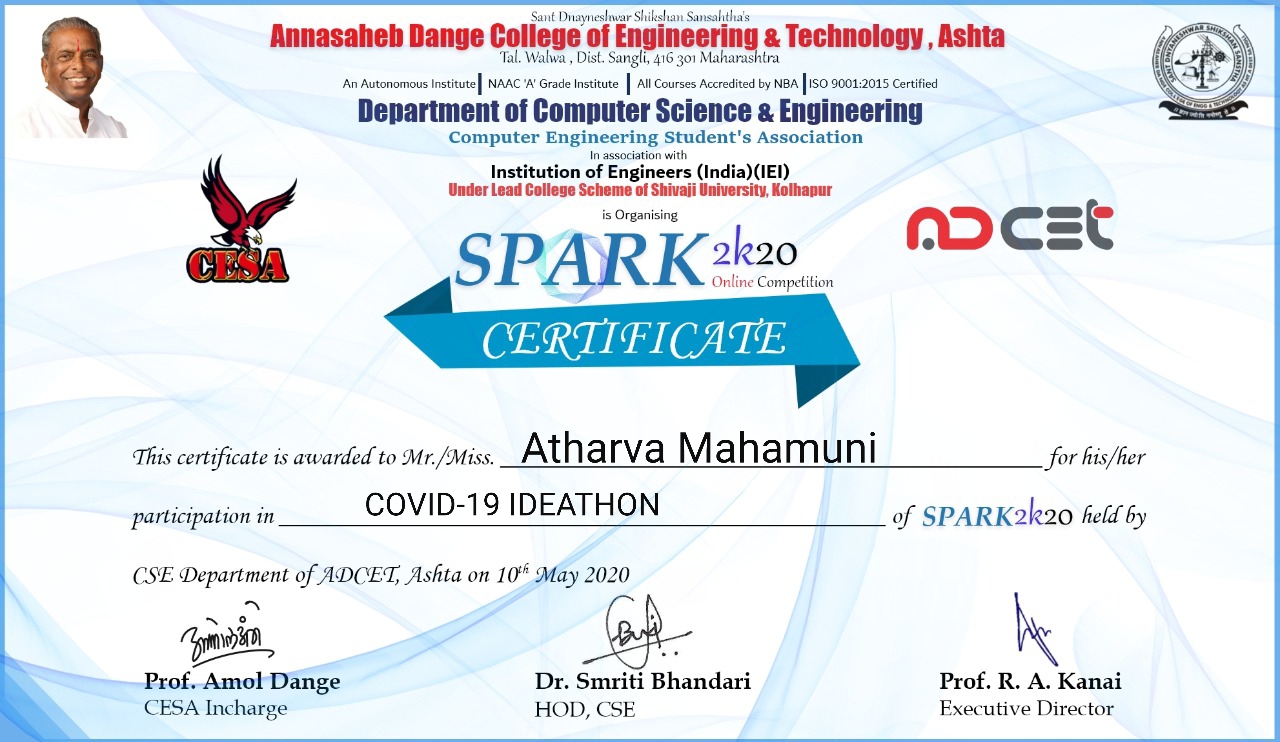 Sant Dnayneshwar Shikshan Sansahtha's
Annasaheb Dange College of Engineering & Technology , Ashta
Tal. Walwa , Dist. Sangli, 416 301 Maharashtra
An Autonomous Institute | NAAC 'A' Grade Institute | All Courses Accredited by NBA | ISO 9001:2015 Certified
Department of Computer Science & Engineering
Computer Engineering Student's Association
In association with
Institution of Engineers (India)(IEI)
Under Lead College Scheme of Shivaji University, Kolhapur
is Organising
CESA
SPARK 2k20
Online Competition
ADCET
CERTIFICATE
This certificate is awarded to Mr./Miss. Atharva Mahamuni for his/her
participation in COVID-19 IDEATHON of SPARK2k20 held by
CSE Department of ADCET, Ashta on 10th May 2020
Prof. Amol Dange
CESA Incharge
Dr. Smriti Bhandari
HOD, CSE
Prof. R. A. Kanai
Executive Director